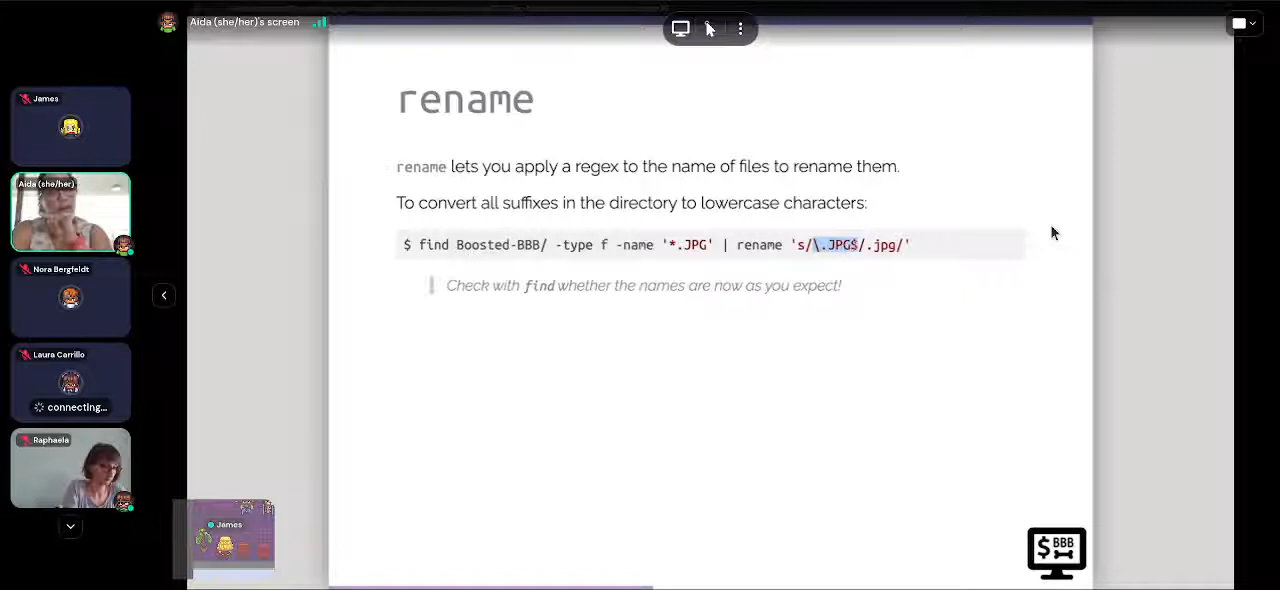 Aida (she/her)'s screen
James
Aida (she/her)
Nora Bergfeldt
Laura Carrillo
connecting...
Raphaela
James
rename
rename lets you apply a regex to the name of files to rename them.
To convert all suffixes in the directory to lowercase characters:
$ find Boosted-BBB/ -type f -name '*.JPG' | rename 's/\.JPG$/.jpg/'
Check with find whether the names are now as you expect!
$ BBB